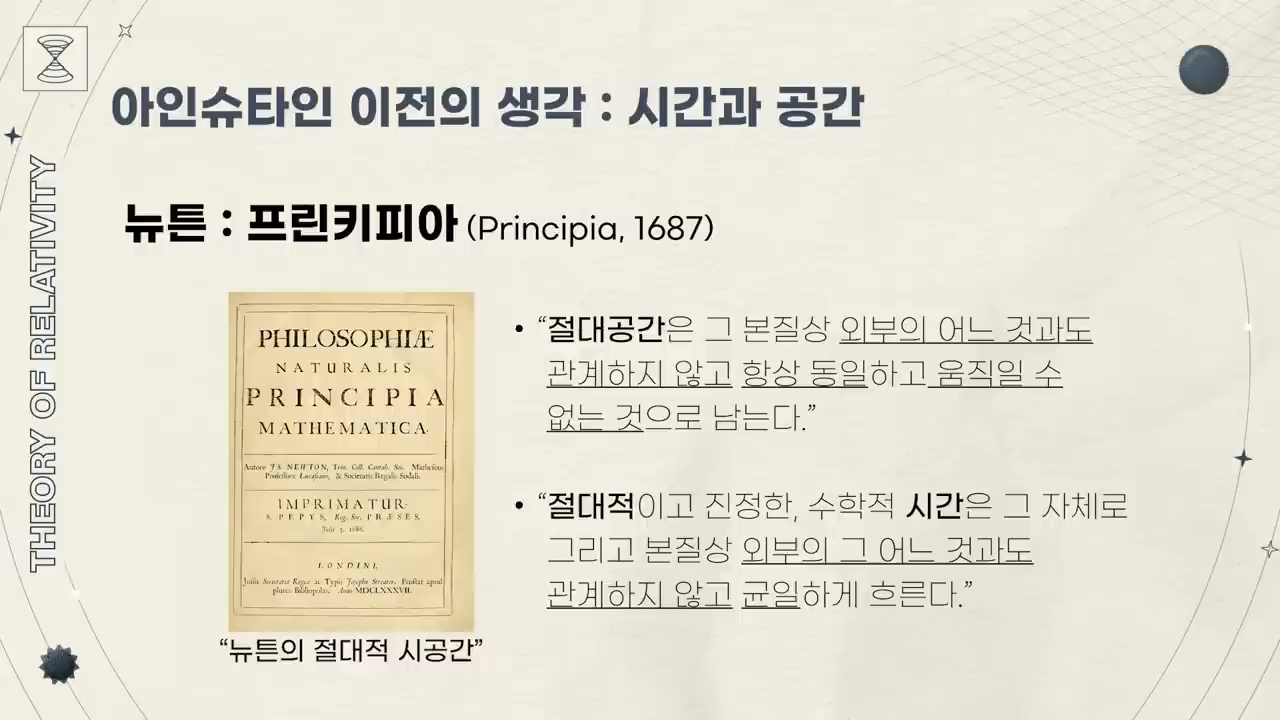 아인슈타인 이전의 생각 : 시간과 공간
THEORY OF RELATIVITY
뉴튼 : 프린키피아 (Principia, 1687)
PHILOSOPHIÆ
NATURALIS
PRINCIPIA
MATHEMATICA.
Autore JS. NEWTON, Trin. Coll. Cantab. Soc. Matheseos
Professore Lucasiano, & Societatis Regalis Sodali.
IMPRIMATUR.
S. PEPYS, Reg. Soc. PRÆSES.
Julii 5. 1686.
LONDINI,
Jussu Societatis Regiæ ac Typis Josephi Streater. Prostat apud
plures Bibliopolas. Anno MDCLXXXVII.
“뉴튼의 절대적 시공간”
• “절대공간은 그 본질상 외부의 어느 것과도
관계하지 않고 항상 동일하고 움직일 수
없는 것으로 남는다.”
• “절대적이고 진정한, 수학적 시간은 그 자체로
그리고 본질상 외부의 그 어느 것과도
관계하지 않고 균일하게 흐른다.”